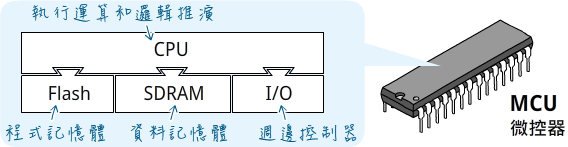 執行運算和邏輯推演
CPU
Flash
SDRAM
I/O
程式記憶體
資料記憶體
週邊控制器
MCU
微控器